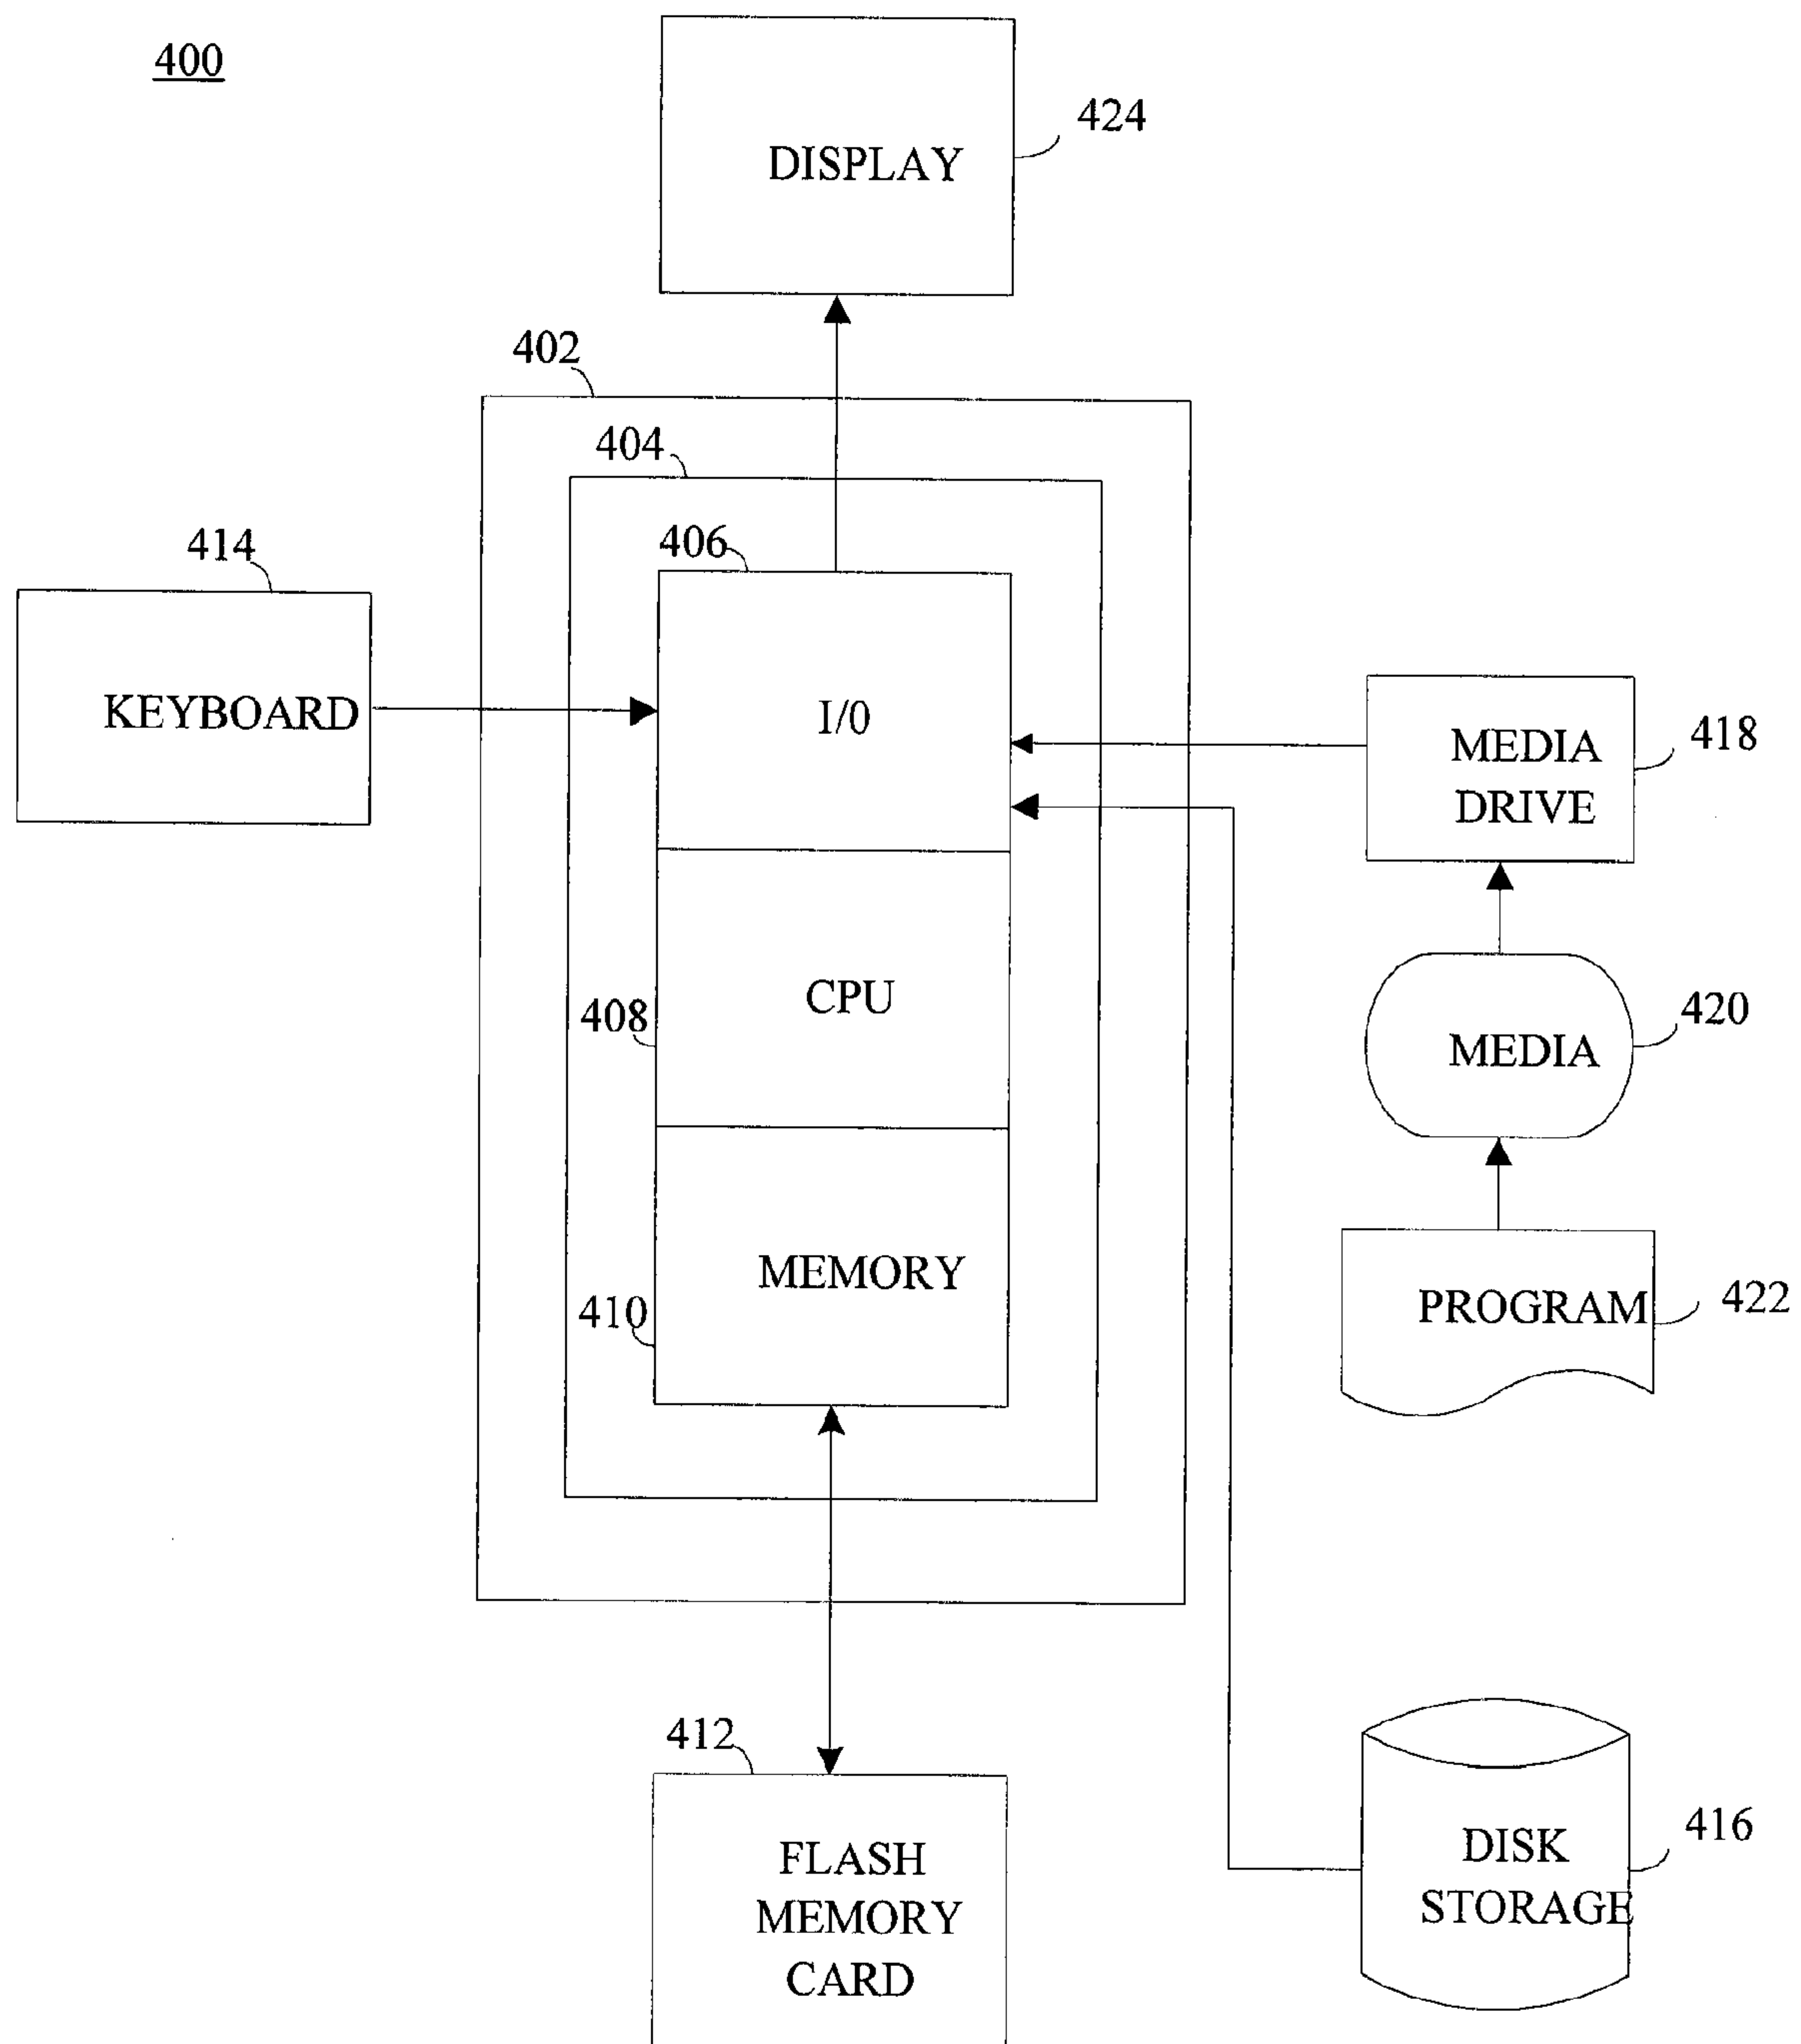 400
DISPLAY
424
402
404
406
414
KEYBOARD
I/0
MEDIA
DRIVE
418
CPU
408
MEDIA
420
MEMORY
410
PROGRAM
422
412
FLASH
MEMORY
CARD
DISK
STORAGE
416